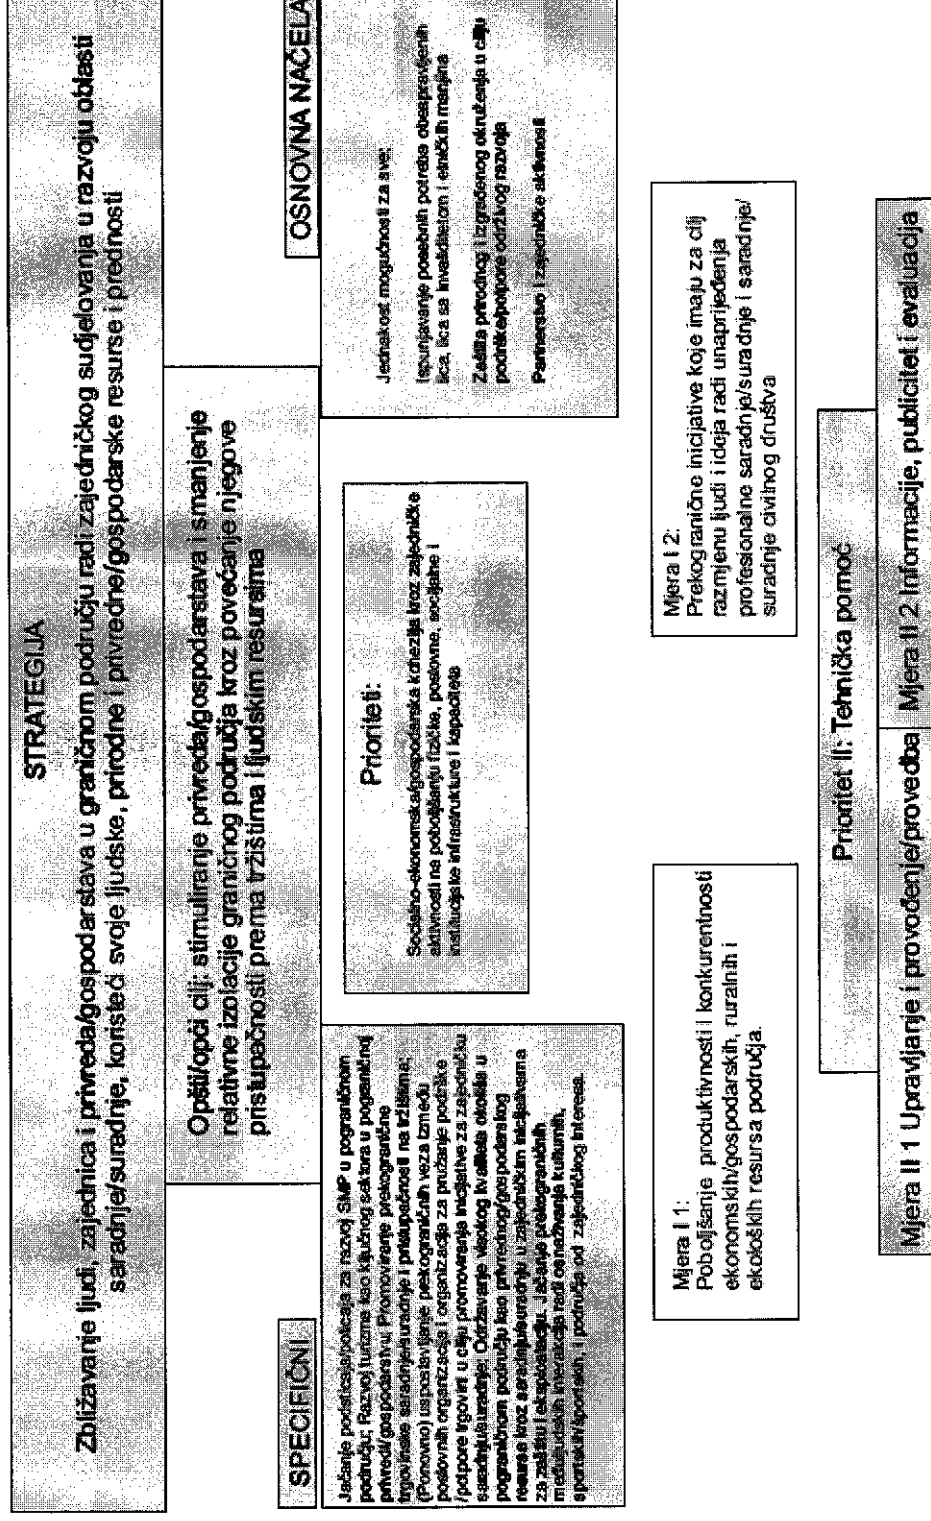 STRATEGIJA
Zbližavanje ljudi, zajednica i privreda/gospodarstava u graničnom području radi zajedničkog sudjelovanja u razvoju oblasti
saradnje/suradnje, koristeći svoje ljudske, prirodne i privredne/gospodarske resurse i prednosti
Opšti/opći cilj: stimuliranje privreda/gospodarstava i smanjenje
relativne izolacije graničnog područja kroz povećanje njegove
pristupačnosti prema tržištima i ljudskim resursima
SPECIFIČNI
Jačanje podsticaja/poticaja za razvoj SMP u pograničnom
području; Razvoj turizma kao ključnog sektora u pograničnoj
privredi/gospodarstvu; Promoviranje prekogranične
trgovinske saradnje/suradnje i pristupačnosti na tržištima;
(Ponovno) uspostavljanje pekograničnih veza između
poslovnih organizacija i organizacija za pružanje podrške
/potpore trgovini u cilju promoviranja inicijative za zajedničku
saradnju/suradnje; Održavanje visokog kvaliteta okoliša u
pograničnom području kao privrednog/gospodarskog
resursa kroz saradnju/suradnju u zajedničkim inicijativama
za zaštitu i eksploataciju. Jačanje prekograničnih
međuljudskih interakcija radi osnaživanja kulturnih,
sportskih/športskih, i područja od zajedničkog interesa.
Prioriteti:
Socijalno-ekonomska/gospodarska kohezija kroz zajedničke
aktivnosti na poboljšanju fizičke, poslovne, socijalne i
institucijske infrastrukture i kapaciteta
OSNOVNA NAČELA
Jednakost mogućnosti za sve:
Ispunjavanje posebnih potreba obespravljenih
lica, lica sa invaliditetom i etničkih manjina
Zaštita prirodnog i izgrađenog okruženja u cilju
podrške/potpore održivog razvoja
Partnerstvo i zajedničke aktivnosti
Mjera I 1:
Poboljšanje produktivnosti i konkurentnosti
ekonomskih/gospodarskih, ruralnih i
ekoloških resursa područja.
Mjera I 2:
Prekogranične inicijative koje imaju za cilj
razmjenu ljudi i ideja radi unaprijeđenja
profesionalne saradnje/suradnje i saradnje/
suradnje civilnog društva
Prioritet II: Tehnička pomoć
Mjera II 1 Upravljanje i provođenje/provedba
Mjera II 2 Informacije, publicitet i evaluacija